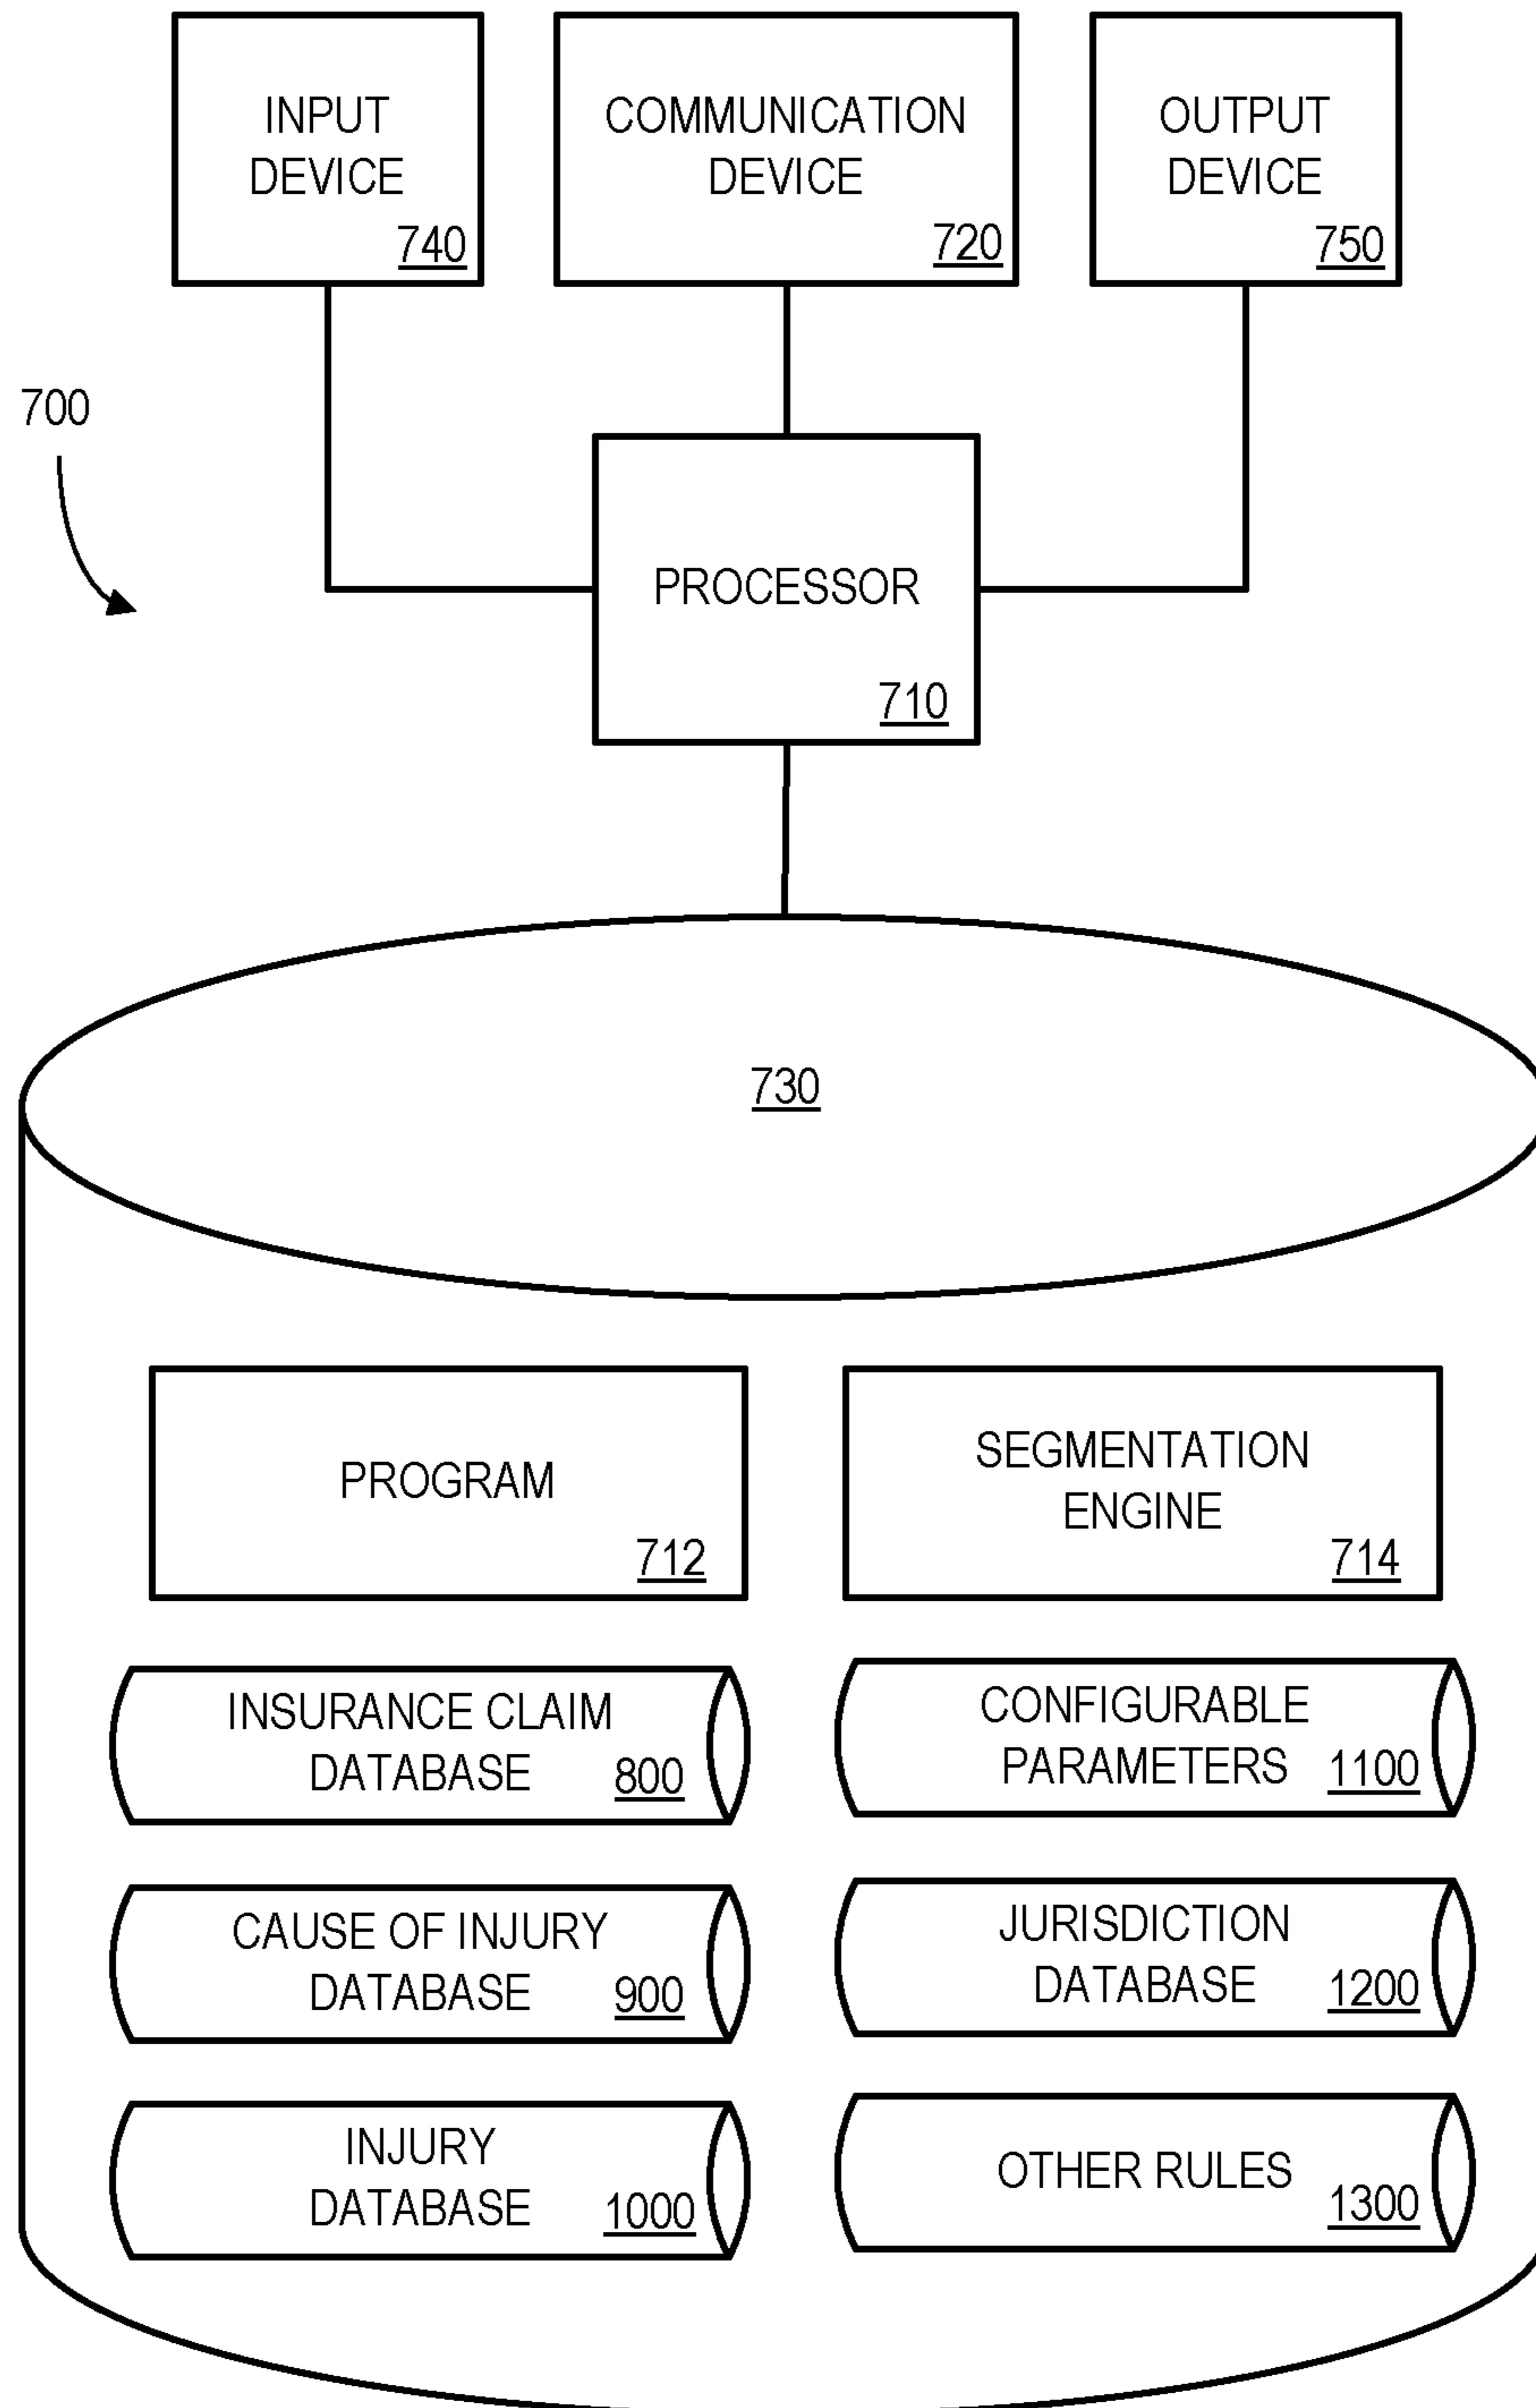 INPUT
DEVICE
740
COMMUNICATION
DEVICE
720
OUTPUT
DEVICE
750
700
PROCESSOR
710
730
PROGRAM
712
SEGMENTATION
ENGINE
714
INSURANCE CLAIM
DATABASE 800
CONFIGURABLE
PARAMETERS 1100
CAUSE OF INJURY
DATABASE 900
JURISDICTION
DATABASE 1200
INJURY
DATABASE 1000
OTHER RULES 1300